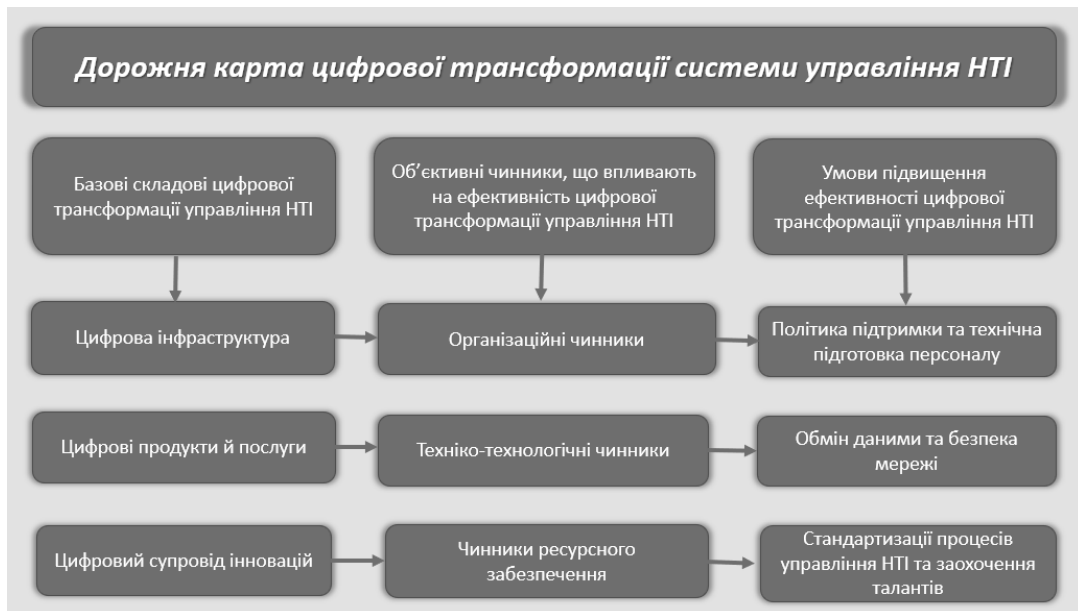 Дорожня карта цифрової трансформації системи управління НТІ
Базові складові цифрової
трансформації управління НТІ
Об’єктивні чинники, що впливають
на ефективність цифрової
трансформації управління НТІ
Умови підвищення
ефективності цифрової
трансформації управління НТІ
Цифрова інфраструктура
Організаційні чинники
Політика підтримки та технічна
підготовка персоналу
Цифрові продукти й послуги
Техніко-технологічні чинники
Обмін даними та безпека
мережі
Цифровий супровід інновацій
Чинники ресурсного
забезпечення
Стандартизації процесів
управління НТІ та заохочення
талантів